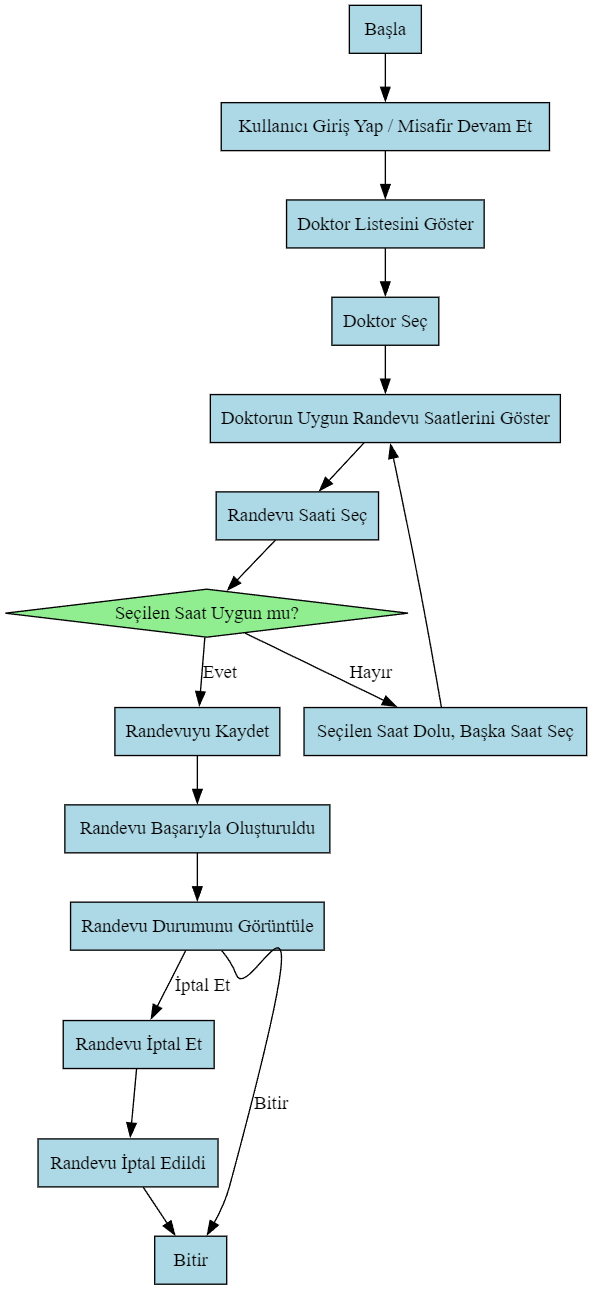 Başla
Kullanıcı Giriş Yap / Misafir Devam Et
Doktor Listesini Göster
Doktor Seç
Doktorun Uygun Randevu Saatlerini Göster
Randevu Saati Seç
Seçilen Saat Uygun mu?
Evet
Hayır
Randevuyu Kaydet
Seçilen Saat Dolu, Başka Saat Seç
Randevu Başarıyla Oluşturuldu
Randevu Durumunu Görüntüle
İptal Et
Randevu İptal Et
Bitir
Randevu İptal Edildi
Bitir